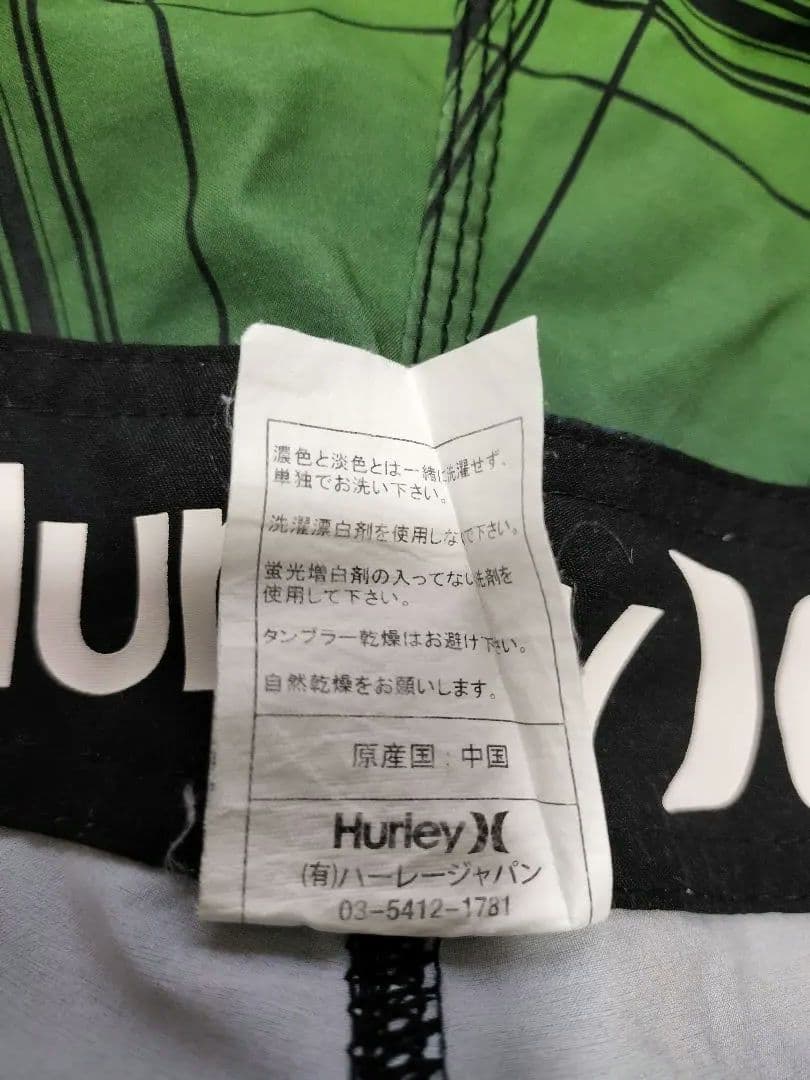 濃色と淡色とは一緒に洗濯せず、
単独でお洗い下さい。
洗濯漂白剤を使用しないで下さい。
蛍光増白剤の入ってない洗剤を
使用して下さい。
タンブラー乾燥はお避け下さい。
自然乾燥をお願いします。
原産国:中国
Hurley
(有)ハーレージャパン
03-5412-1781